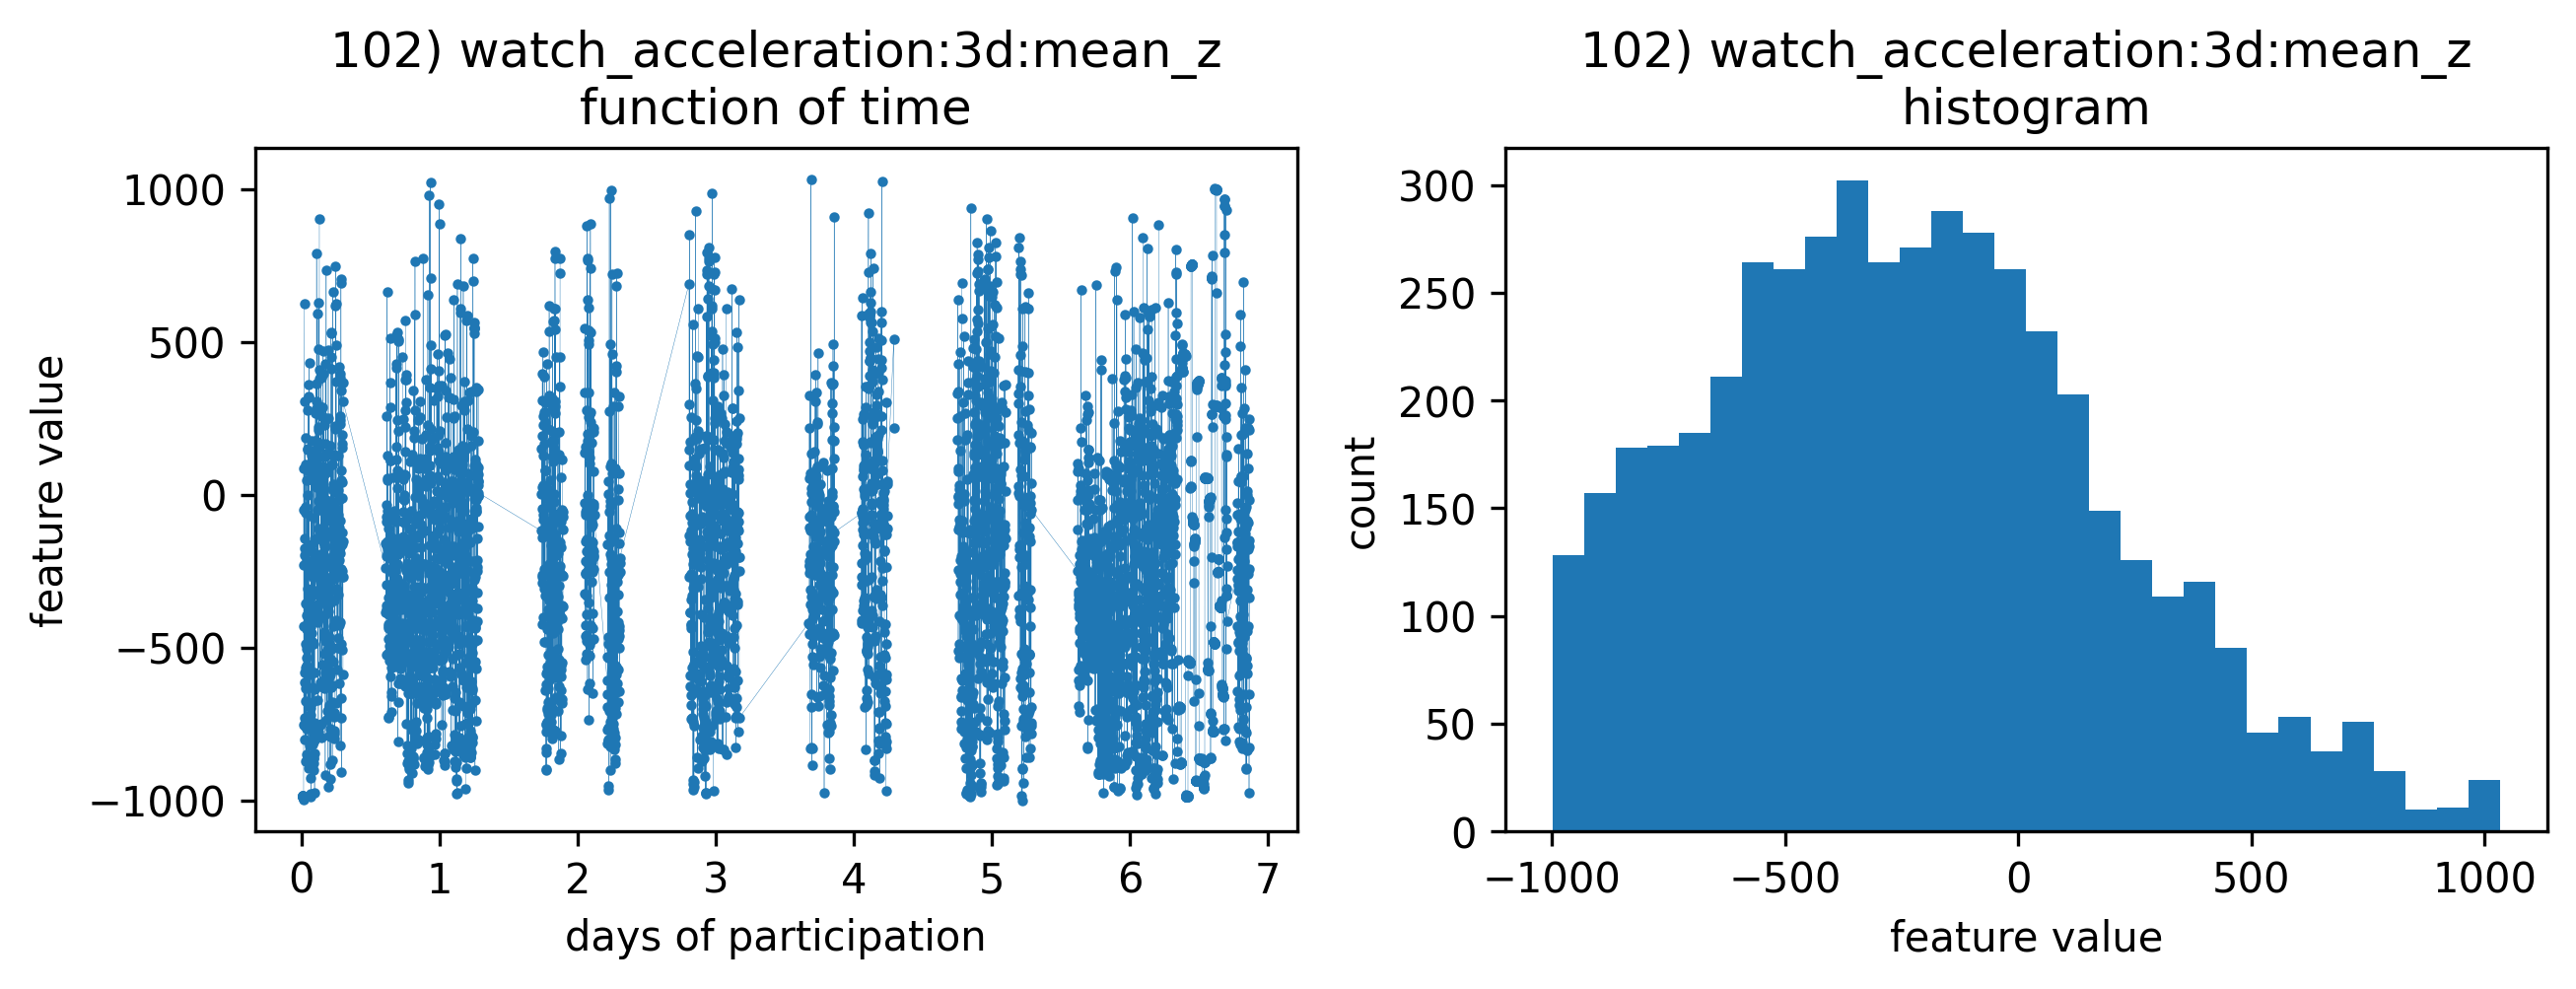 102) watch_acceleration:3d:mean_z
function of time
1000
500
0
−500
−1000
feature value
0 1 2 3 4 5 6 7
days of participation
102) watch_acceleration:3d:mean_z
histogram
300
250
200
150
100
50
0
count
−1000 −500 0 500 1000
feature value